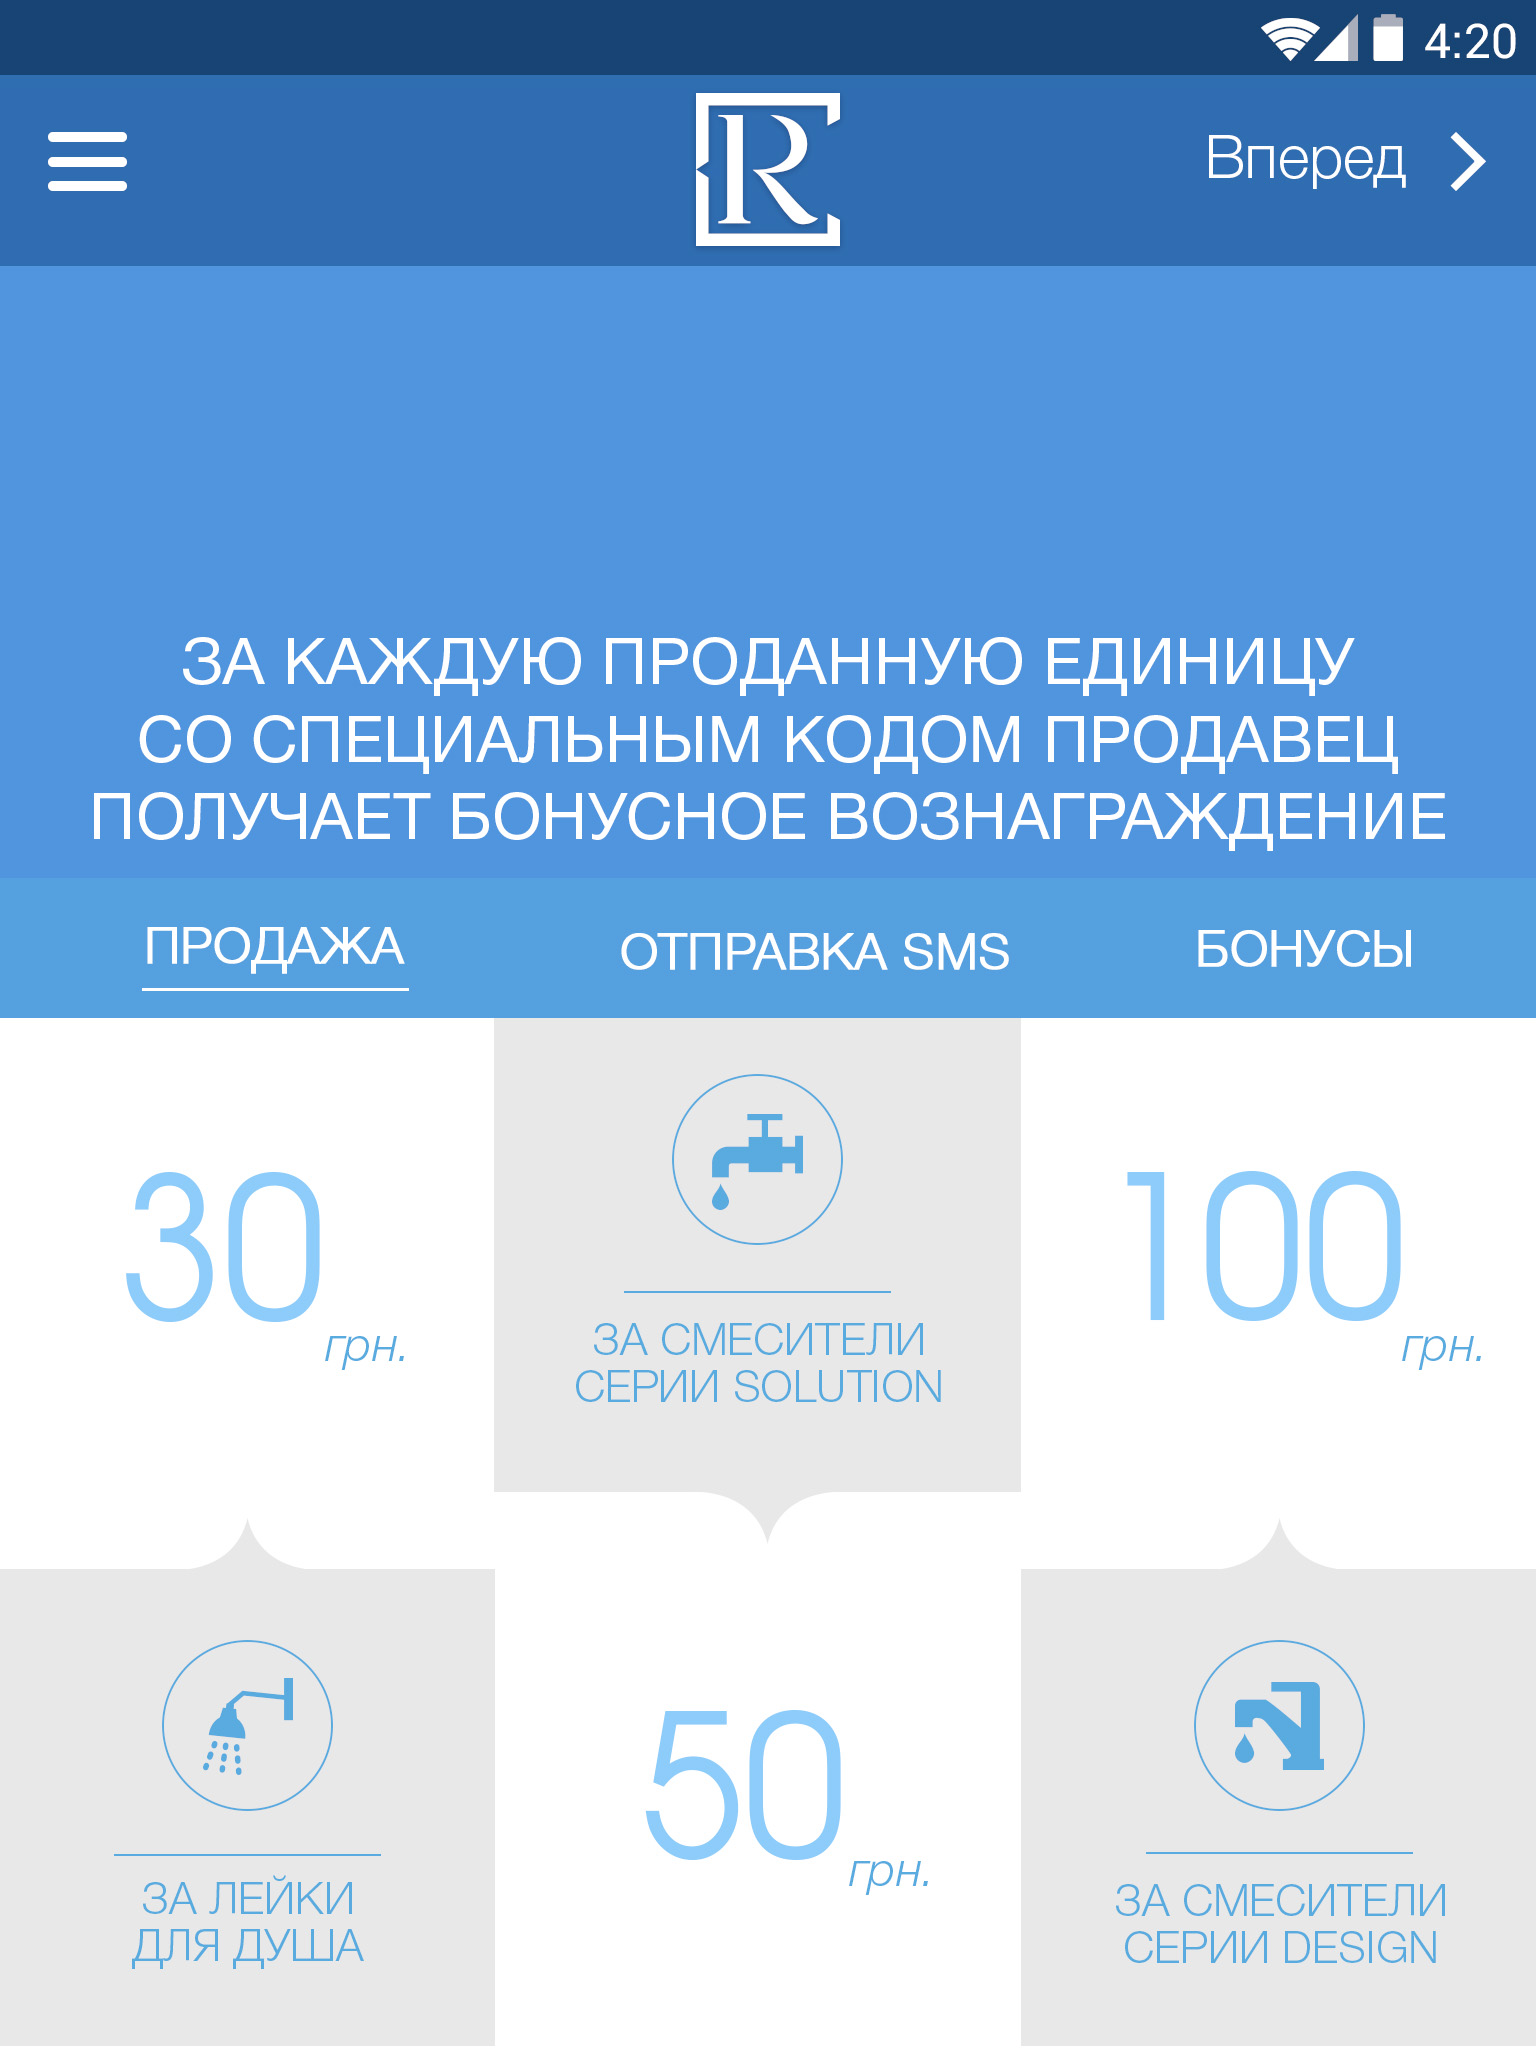 4:20
R
Вперед
ЗА КАЖДУЮ ПРОДАННУЮ ЕДИНИЦУ
СО СПЕЦИАЛЬНЫМ КОДОМ ПРОДАВЕЦ
ПОЛУЧАЕТ БОНУСНОЕ ВОЗНАГРАЖДЕНИЕ
ПРОДАЖА
ОТПРАВКА SMS
БОНУСЫ
30
грн.
ЗА СМЕСИТЕЛИ
СЕРИИ SOLUTION
100
грн.
ЗА ЛЕЙКИ
ДЛЯ ДУША
50
грн.
ЗА СМЕСИТЕЛИ
СЕРИИ DESIGN